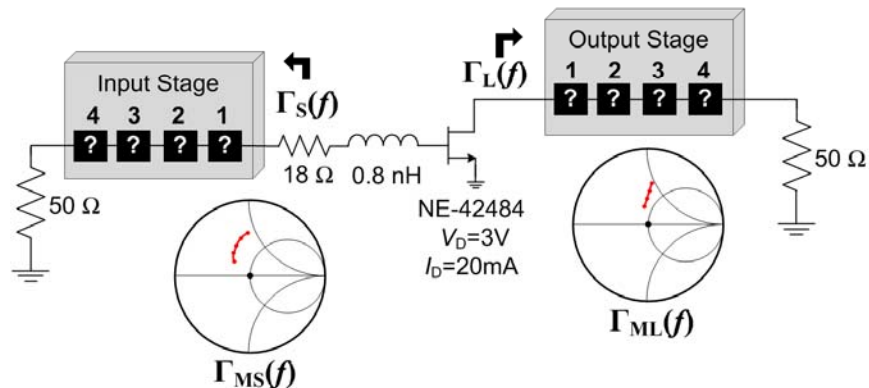 Input Stage
4 3 2 1
? ? ? ?
ΓS(f)
50 Ω
18 Ω
0.8 nH
ΓMS(f)
NE-42484
VD=3V
ID=20mA
ΓL(f)
Output Stage
1 2 3 4
? ? ? ?
50 Ω
ΓML(f)